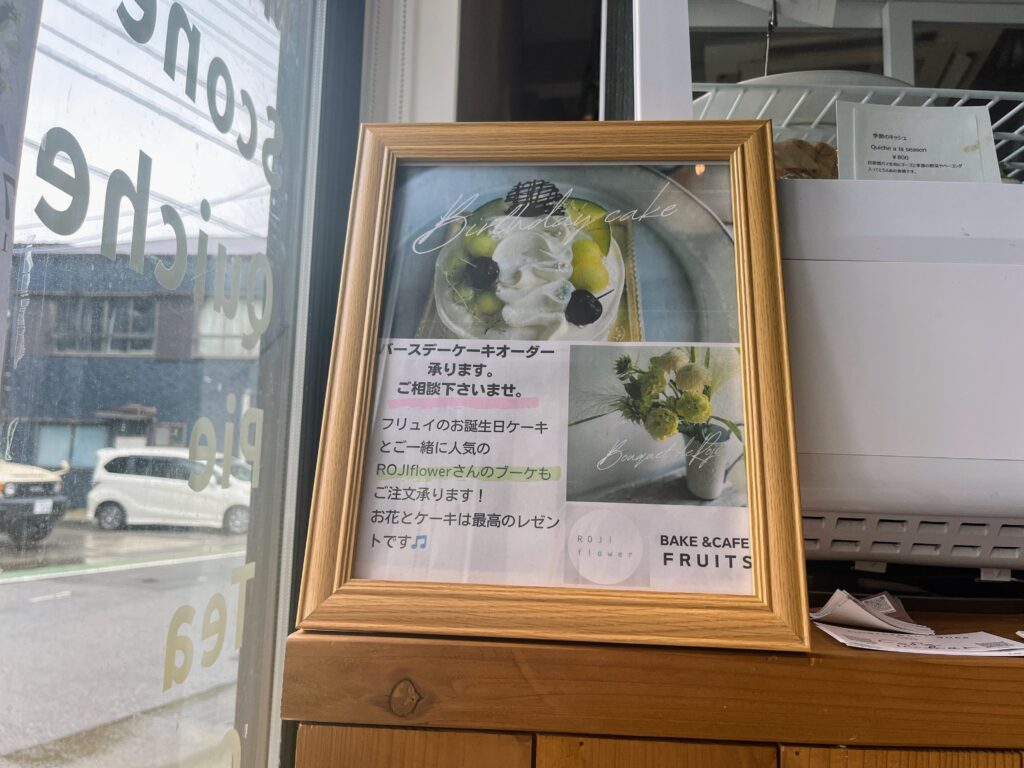 scone
Quiche
Pie
Tea
季節のキッシュ
Quiche a la season
¥800
Birthday cake
バースデーケーキオーダー
承ります。
ご相談下さいませ。
フリュイのお誕生日ケーキ
とご一緒に人気の
ROJIflowerさんのブーケも
ご注文承ります！
お花とケーキは最高のレゼン
トです🎵
Bouquet de Roji
ROJI
flower
BAKE &CAFE
FRUITS